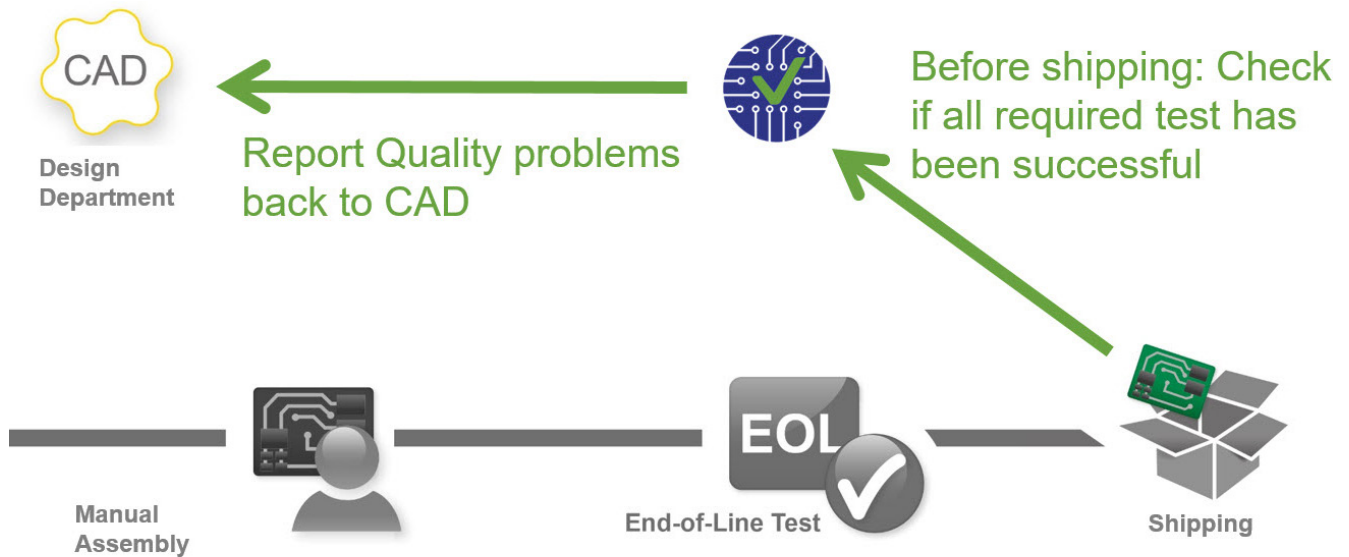 CAD
Design
Department
Report Quality problems
back to CAD
Before shipping: Check
if all required test has
been successful
Manual
Assembly
EOL
End-of-Line Test
Shipping